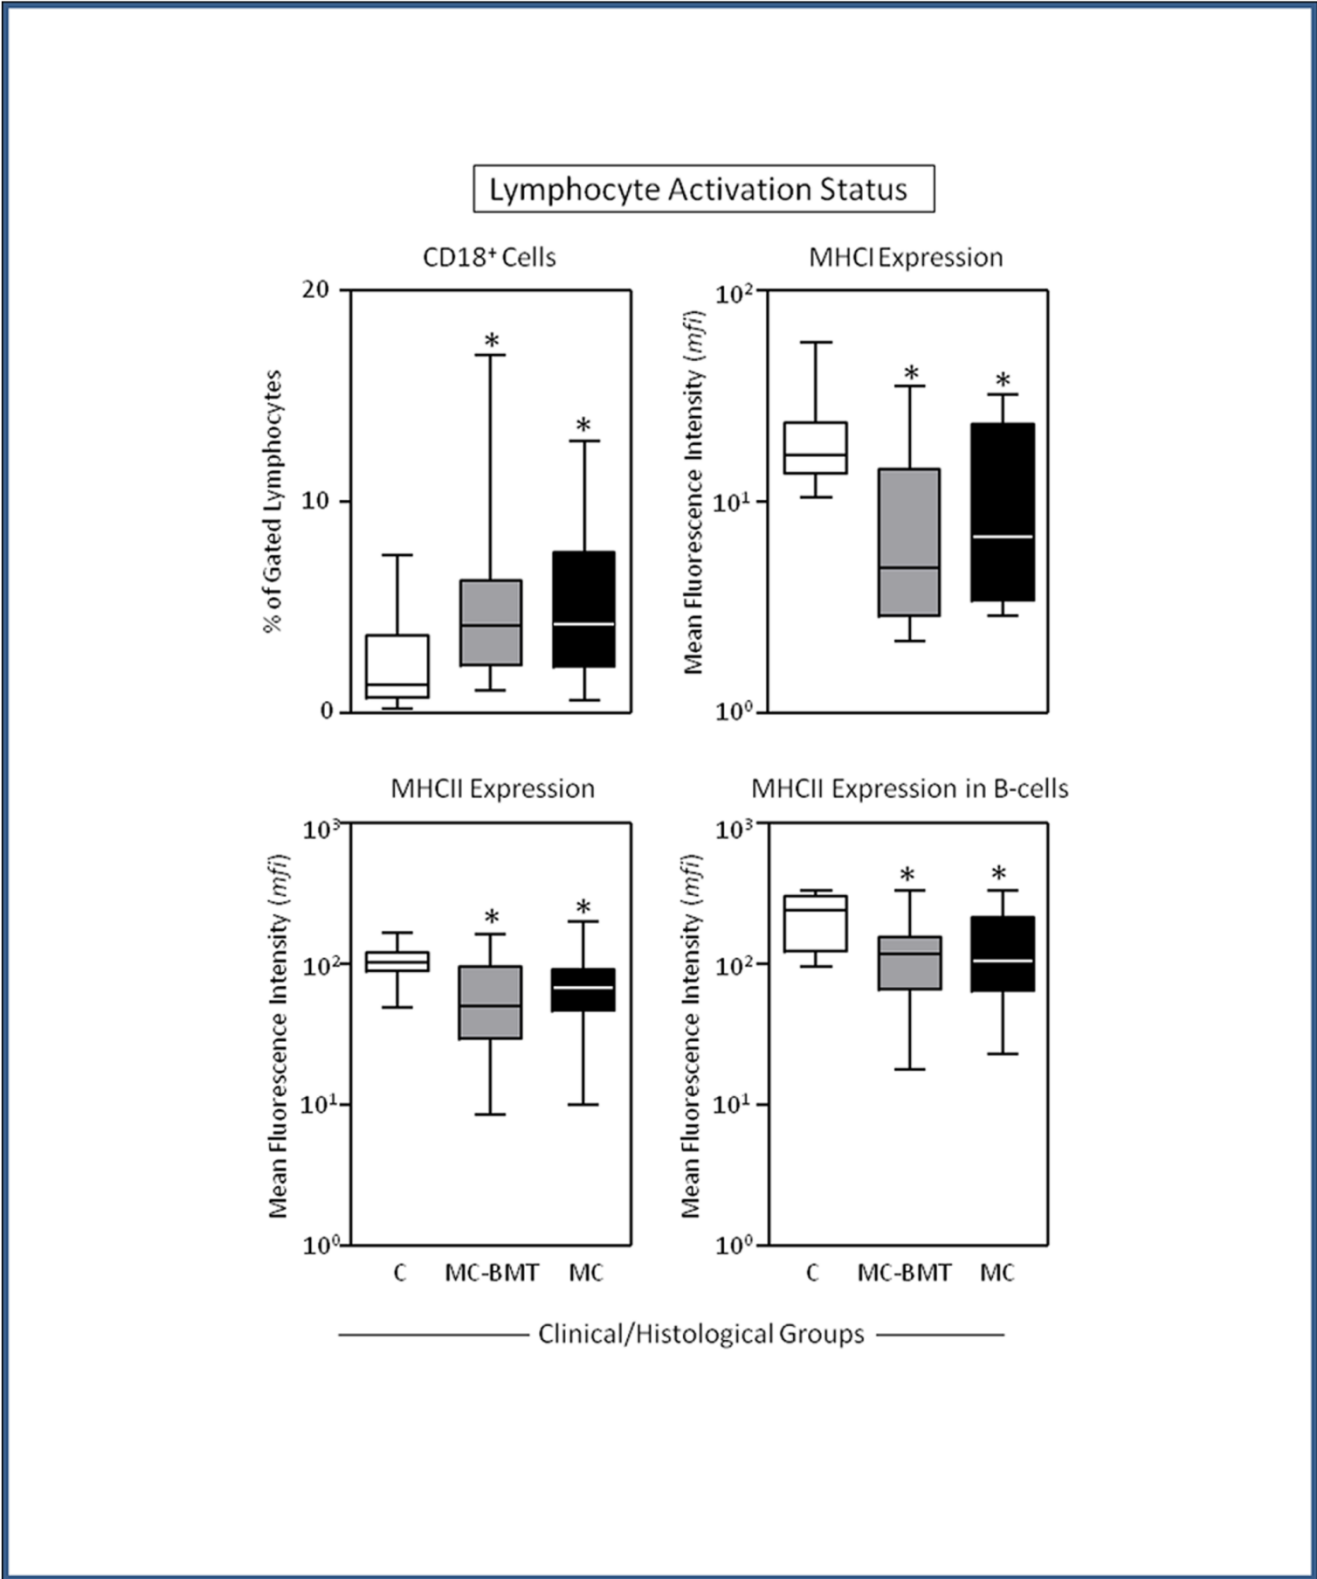 Lymphocyte Activation Status
CD18⁺ Cells
MHCI Expression
% of Gated Lymphocytes
20
10
0
*
*
Mean Fluorescence Intensity (mfi)
10²
10¹
10⁰
*
*
MHCII Expression
MHCII Expression in B-cells
Mean Fluorescence Intensity (mfi)
10³
10²
10¹
10⁰
*
*
C MC-BMT MC
Mean Fluorescence Intensity (mfi)
10³
10²
10¹
10⁰
*
*
C MC-BMT MC
Clinical/Histological Groups